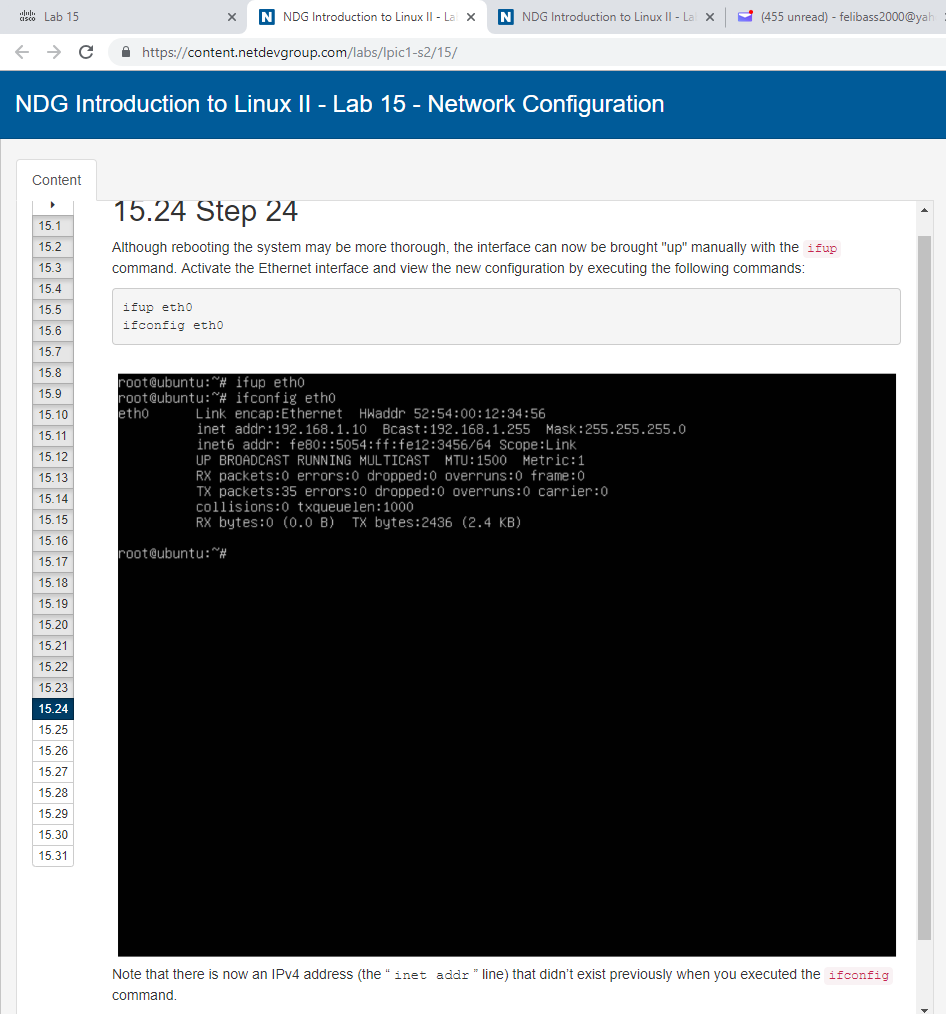 cisco Lab 15
NDG Introduction to Linux II - La
NDG Introduction to Linux II - La
(455 unread) - felibass2000@yah
https://content.netdevgroup.com/labs/lpic1-s2/15/
NDG Introduction to Linux II - Lab 15 - Network Configuration
Content
15.1
15.2
15.3
15.4
15.5
15.6
15.7
15.8
15.9
15.10
15.11
15.12
15.13
15.14
15.15
15.16
15.17
15.18
15.19
15.20
15.21
15.22
15.23
15.24
15.25
15.26
15.27
15.28
15.29
15.30
15.31
15.24 Step 24
Although rebooting the system may be more thorough, the interface can now be brought "up" manually with the ifup
command. Activate the Ethernet interface and view the new configuration by executing the following commands:
ifup eth0
ifconfig eth0
root@ubuntu:~# ifup eth0
root@ubuntu:~# ifconfig eth0
eth0 Link encap:Ethernet HWaddr 52:54:00:12:34:56
inet addr:192.168.1.10 Bcast:192.168.1.255 Mask:255.255.255.0
inet6 addr: fe80::5054:ff:fe12:3456/64 Scope:Link
UP BROADCAST RUNNING MULTICAST MTU:1500 Metric:1
RX packets:0 errors:0 dropped:0 overruns:0 frame:0
TX packets:35 errors:0 dropped:0 overruns:0 carrier:0
collisions:0 txqueuelen:1000
RX bytes:0 (0.0 B) TX bytes:2436 (2.4 KB)
root@ubuntu:~#
Note that there is now an IPv4 address (the “ inet addr ” line) that didn’t exist previously when you executed the ifconfig
command.